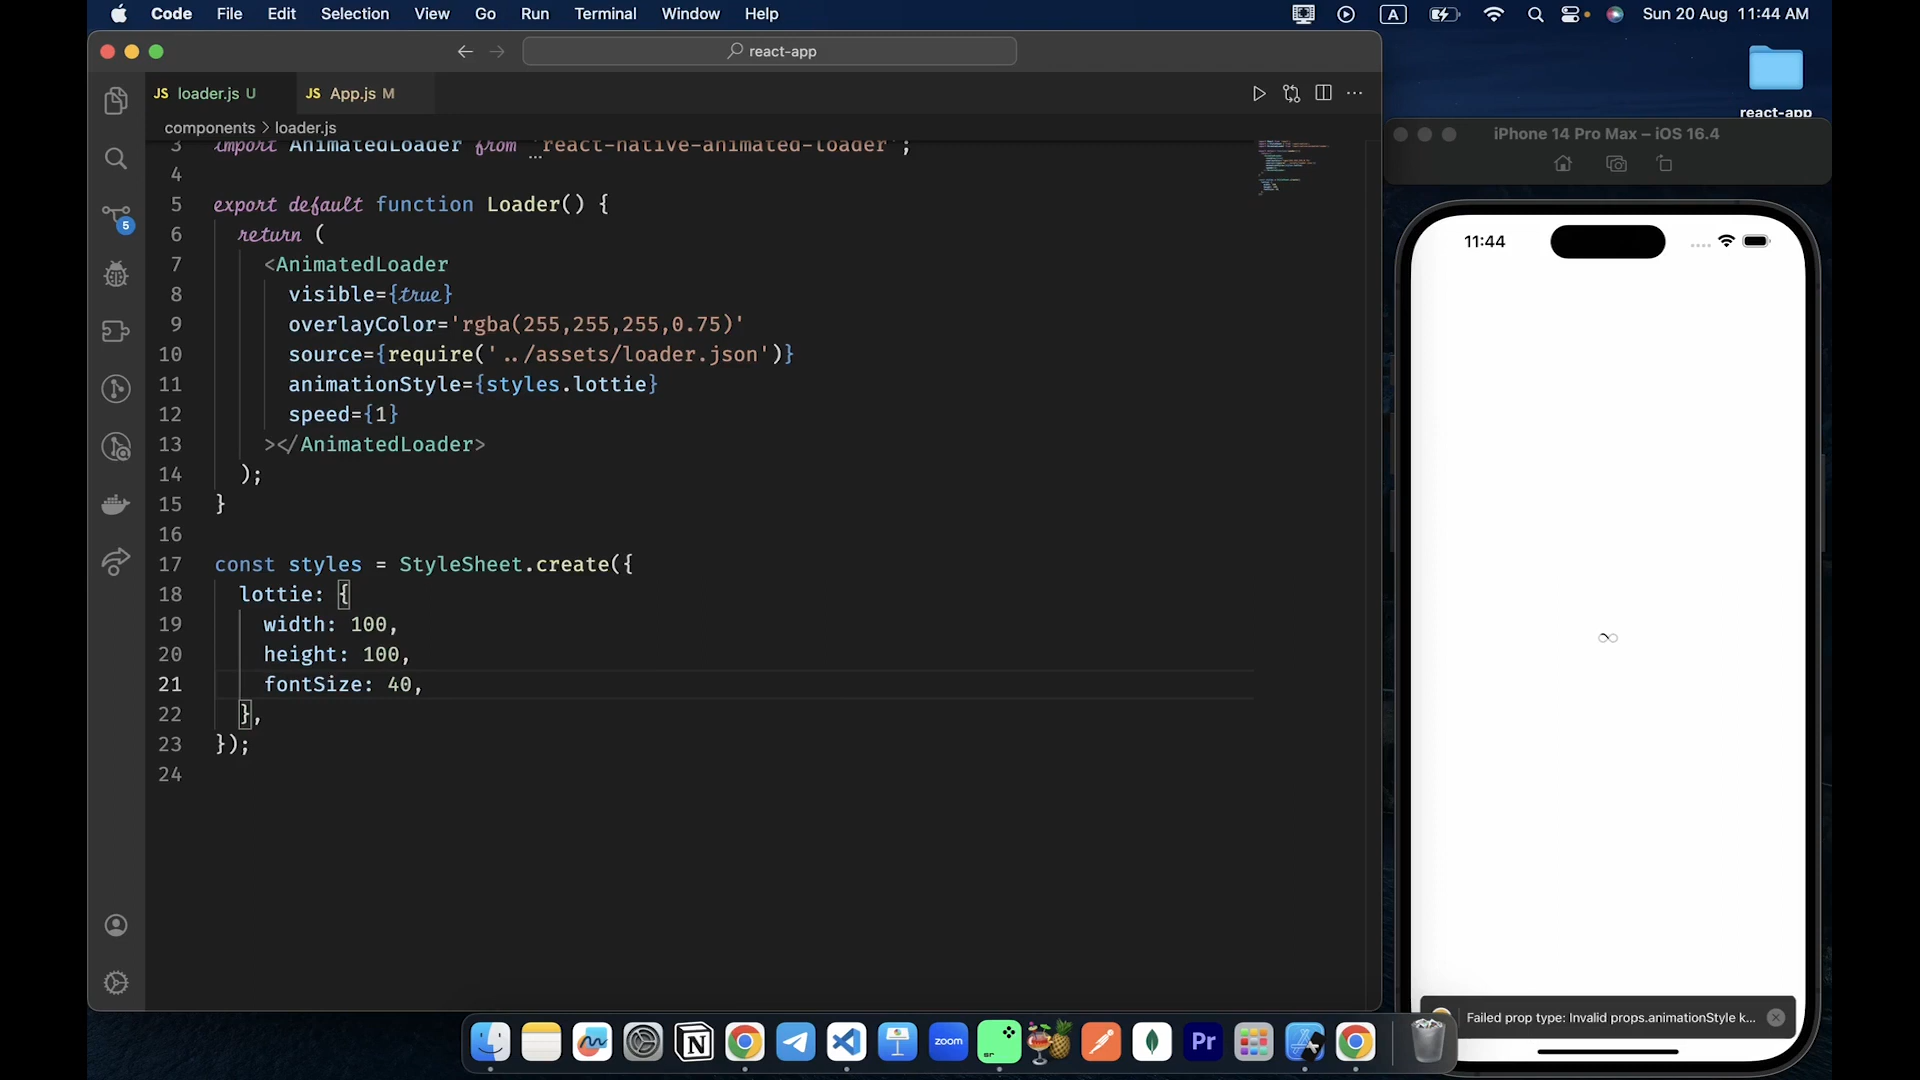 Code File Edit Selection View Go Run Terminal Window Help
A
Sun 20 Aug 11:44 AM
react-app
JS loader.js U
JS App.js M
components > loader.js
react-app
3 import AnimatedLoader from 'react-native-animated-loader';
4
5 export default function Loader() {
6 return (
7 <AnimatedLoader
8 visible={true}
9 overlayColor='rgba(255,255,255,0.75)'
10 source={require('../assets/loader.json')}
11 animationStyle={styles.lottie}
12 speed={1}
13 ></AnimatedLoader>
14 );
15 }
16
17 const styles = StyleSheet.create({
18 lottie: {
19 width: 100,
20 height: 100,
21 fontSize: 40,
22 },
23 });
24
5
iPhone 14 Pro Max – iOS 16.4
11:44
Failed prop type: Invalid props.animationStyle k...
zoom
sr
Pr